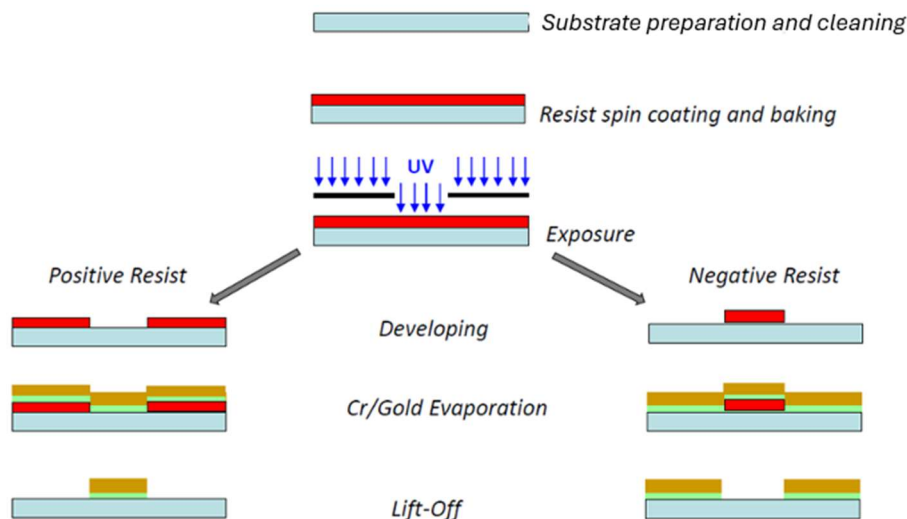 Substrate preparation and cleaning
Resist spin coating and baking
UV
Exposure
Positive Resist
Negative Resist
Developing
Cr/Gold Evaporation
Lift-Off